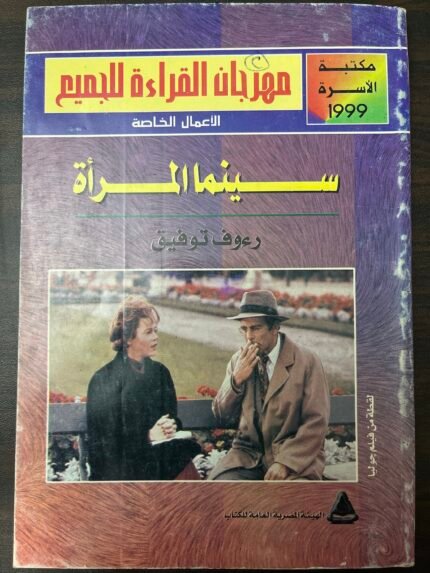 مهرجان القراءة للجميع
مكتبة
الأسرة
1999
الأعمال الخاصة
سينما المرأة
رءوف توفيق
لقطة من فيلم جوليا
الهيئة المصرية العامة للكتاب